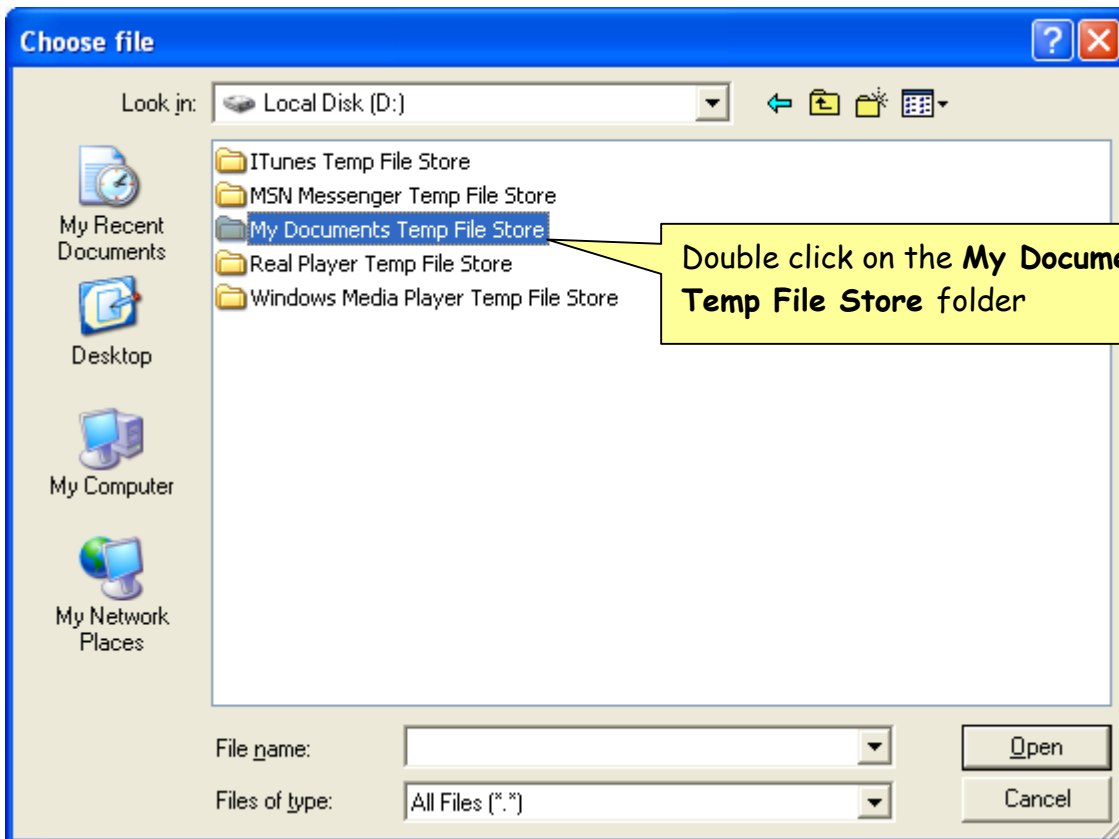 Choose file
Look in:
Local Disk (D:)
My Recent
Documents
Desktop
My Computer
My Network
Places
ITunes Temp File Store
MSN Messenger Temp File Store
My Documents Temp File Store
Real Player Temp File Store
Windows Media Player Temp File Store
Double click on the My Docume
Temp File Store folder
File name:
Open
Files of type:
All Files (*.*)
Cancel